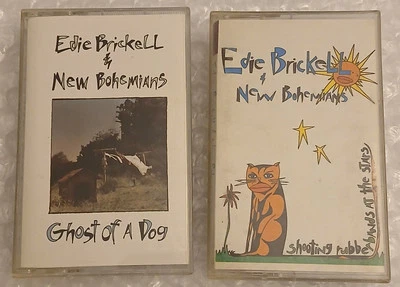 Edie Brickell
&
New Bohemians
Ghost of A Dog
Edie Brickell
&
New Bohemians
shooting rubberbands at the stars